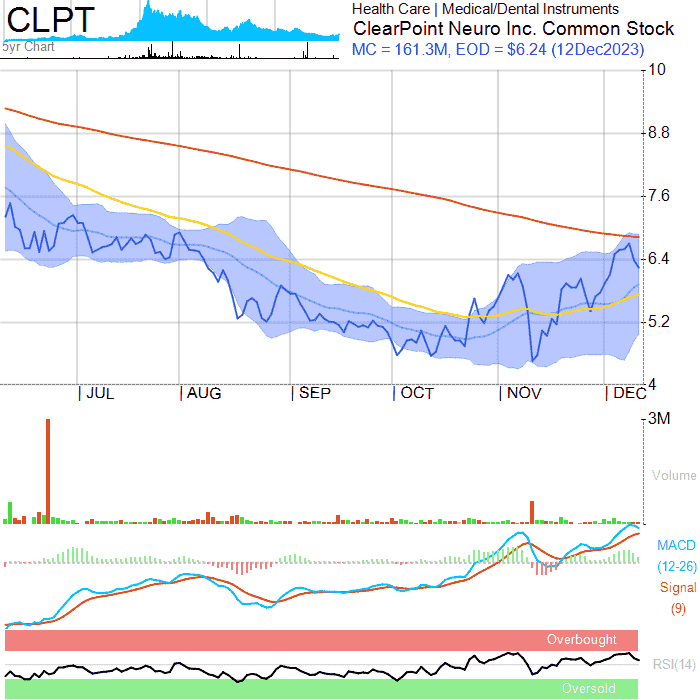 CLPT
Health Care | Medical/Dental Instruments
ClearPoint Neuro Inc. Common Stock
MC = 161.3M, EOD = $6.24 (12Dec2023)
5yr Chart
10
8.8
7.6
6.4
5.2
4
JUL AUG SEP OCT NOV DEC
3M
Volume
MACD
(12-26)
Signal
(9)
Overbought
RSI(14)
Oversold